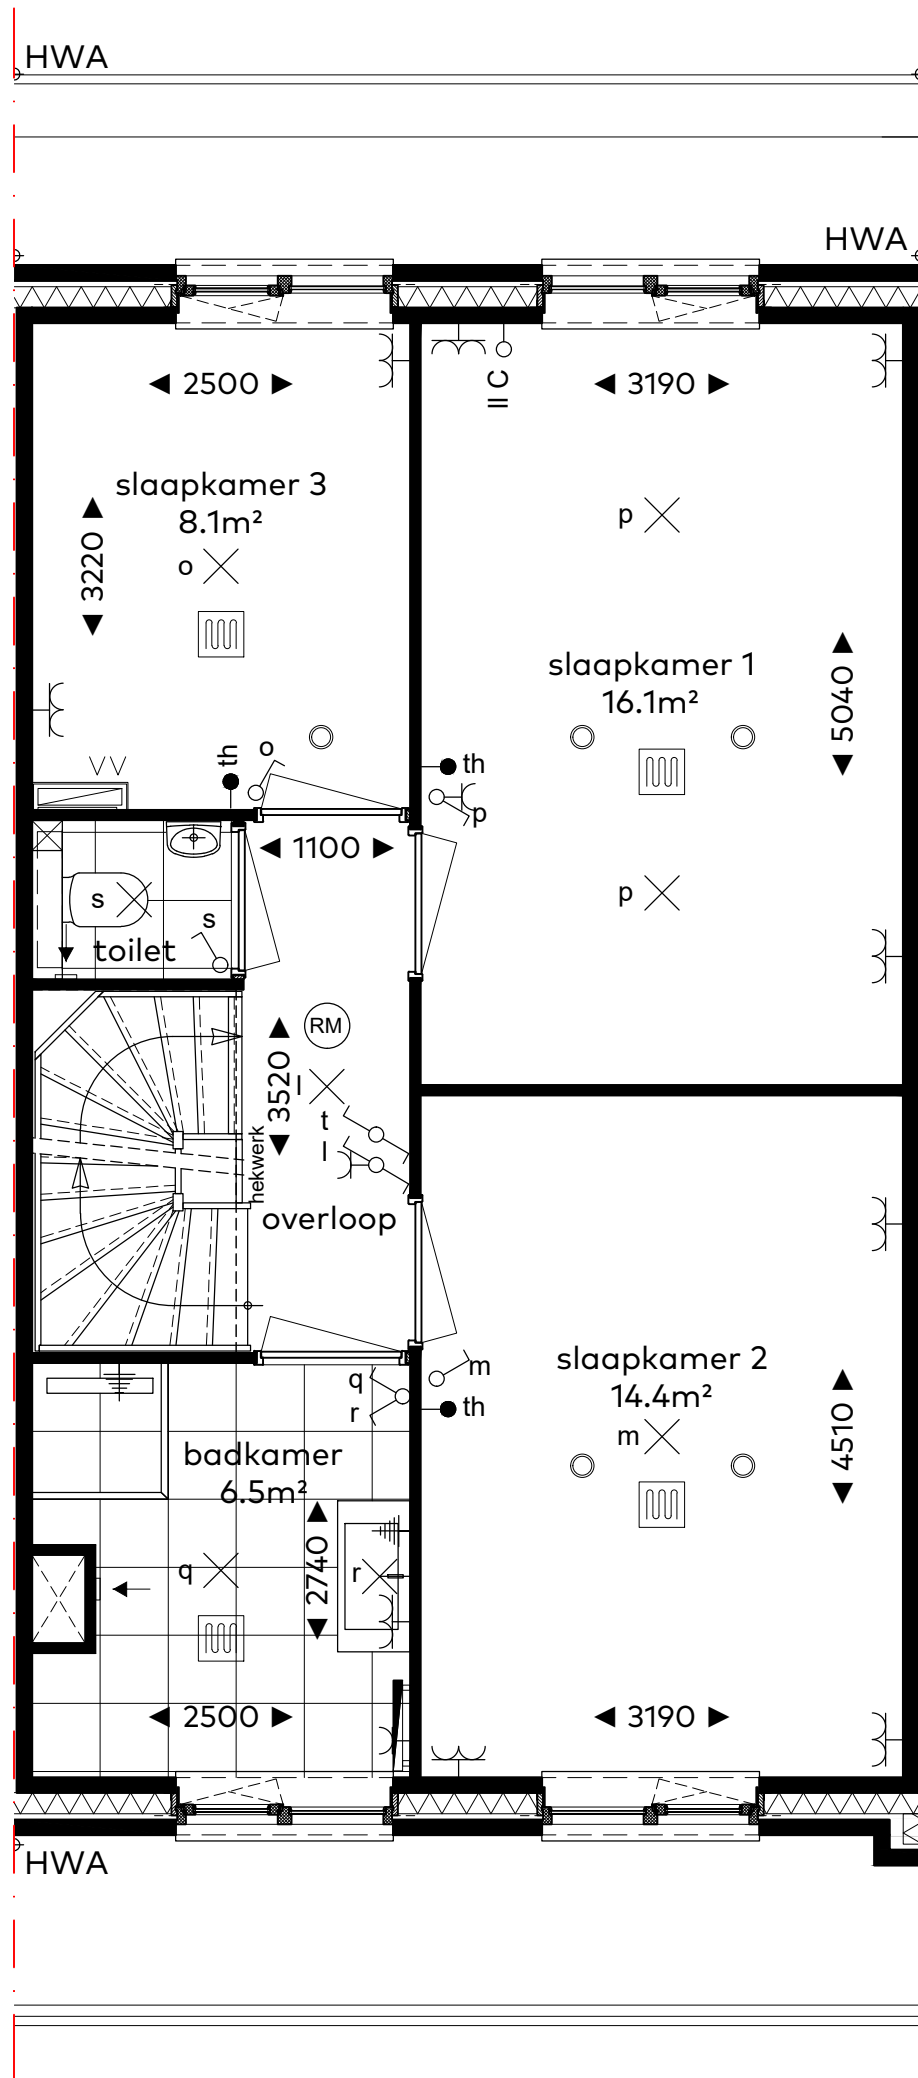 HWA
HWA
2500
3190
II C
slaapkamer 3
8.1m²
3220
p
o
slaapkamer 1
16.1m²
5040
th
o
th
p
1100
s
s
toilet
p
RM
3520
l
t
l
hekwerk
overloop
slaapkamer 2
14.4m²
4510
q
r
m
th
m
badkamer
6.5m²
2740
q
r
2500
3190
HWA